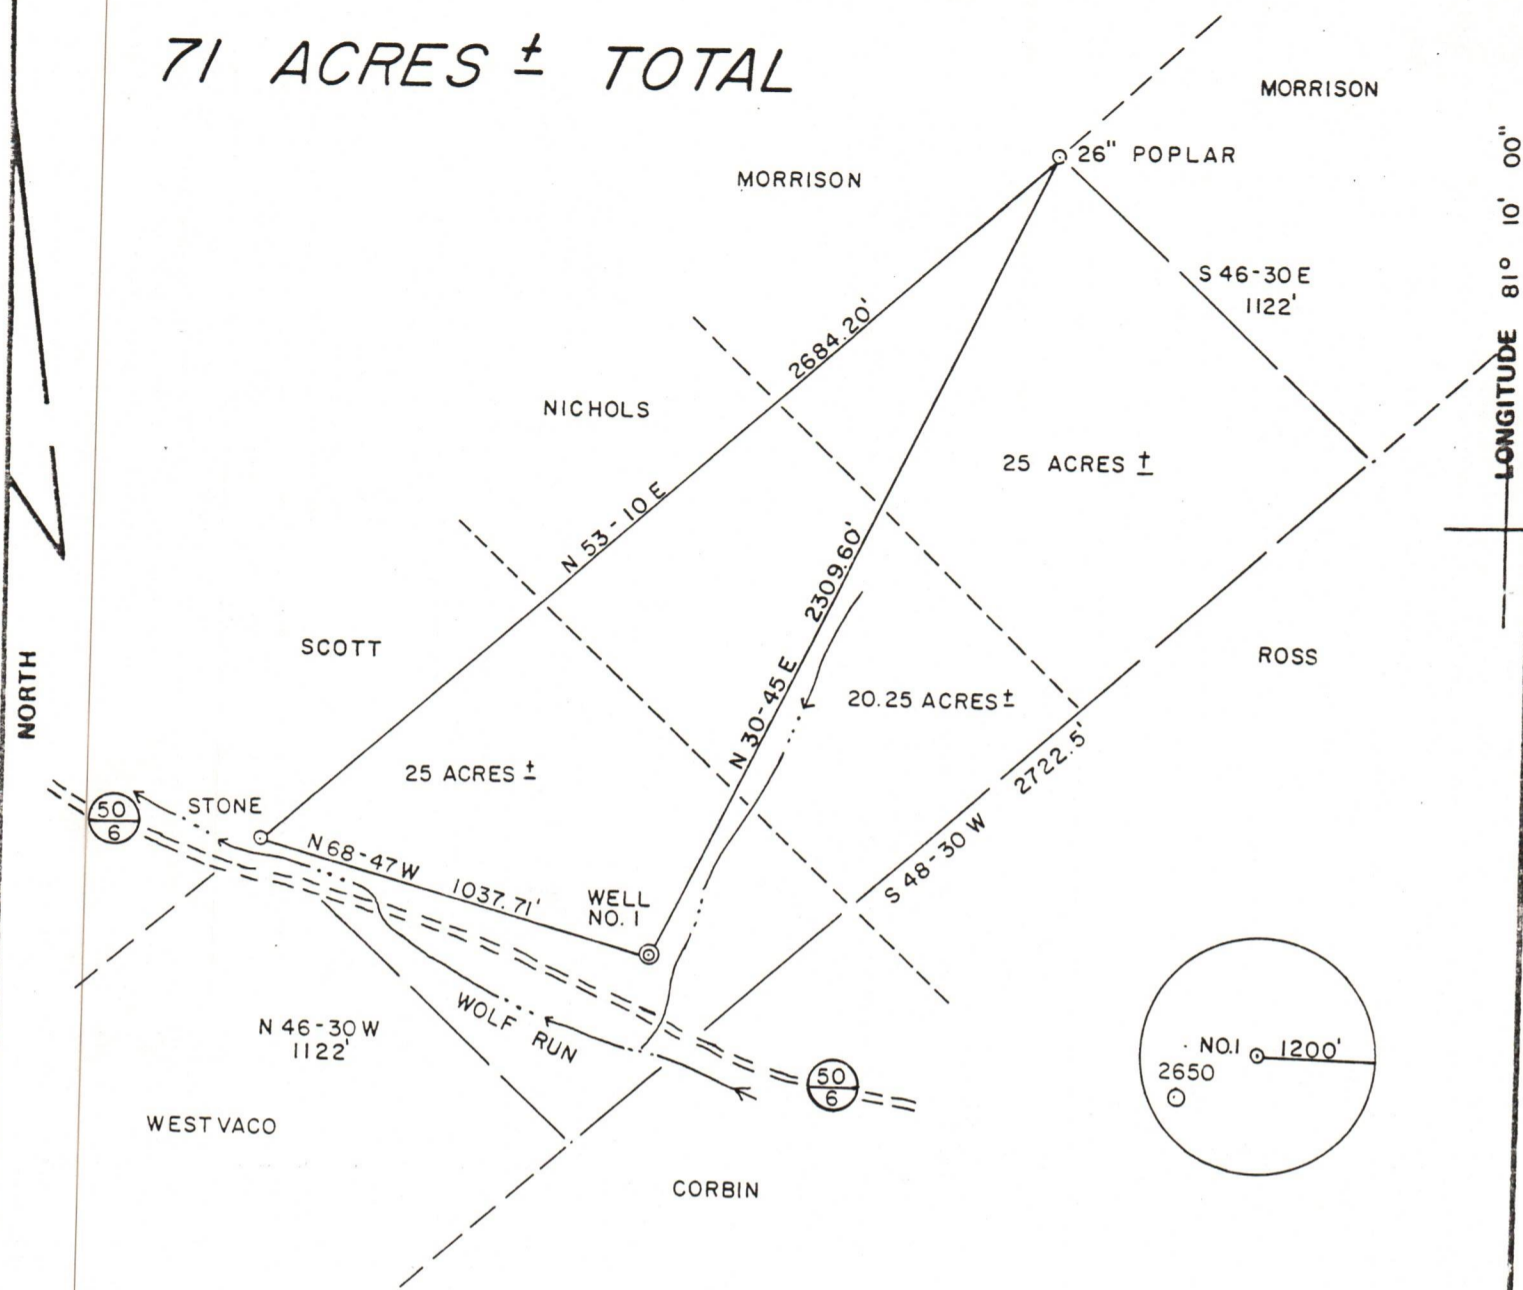 71 ACRES ± TOTAL
MORRISON
26" POPLAR
MORRISON
S 46-30 E
1122'
LONGITUDE 81° 10' 00"
2684.20'
NICHOLS
25 ACRES ±
N 53-10 E
2309.60'
SCOTT
NORTH
N 30-45 E
20.25 ACRES ±
ROSS
25 ACRES ±
2722.5'
STONE
50
6
N 68-47 W
1037.71'
WELL
NO. 1
S 48-30 W
WOLF RUN
N 46-30 W
1122'
50
6
NO.1
1200'
2650
WESTVACO
CORBIN